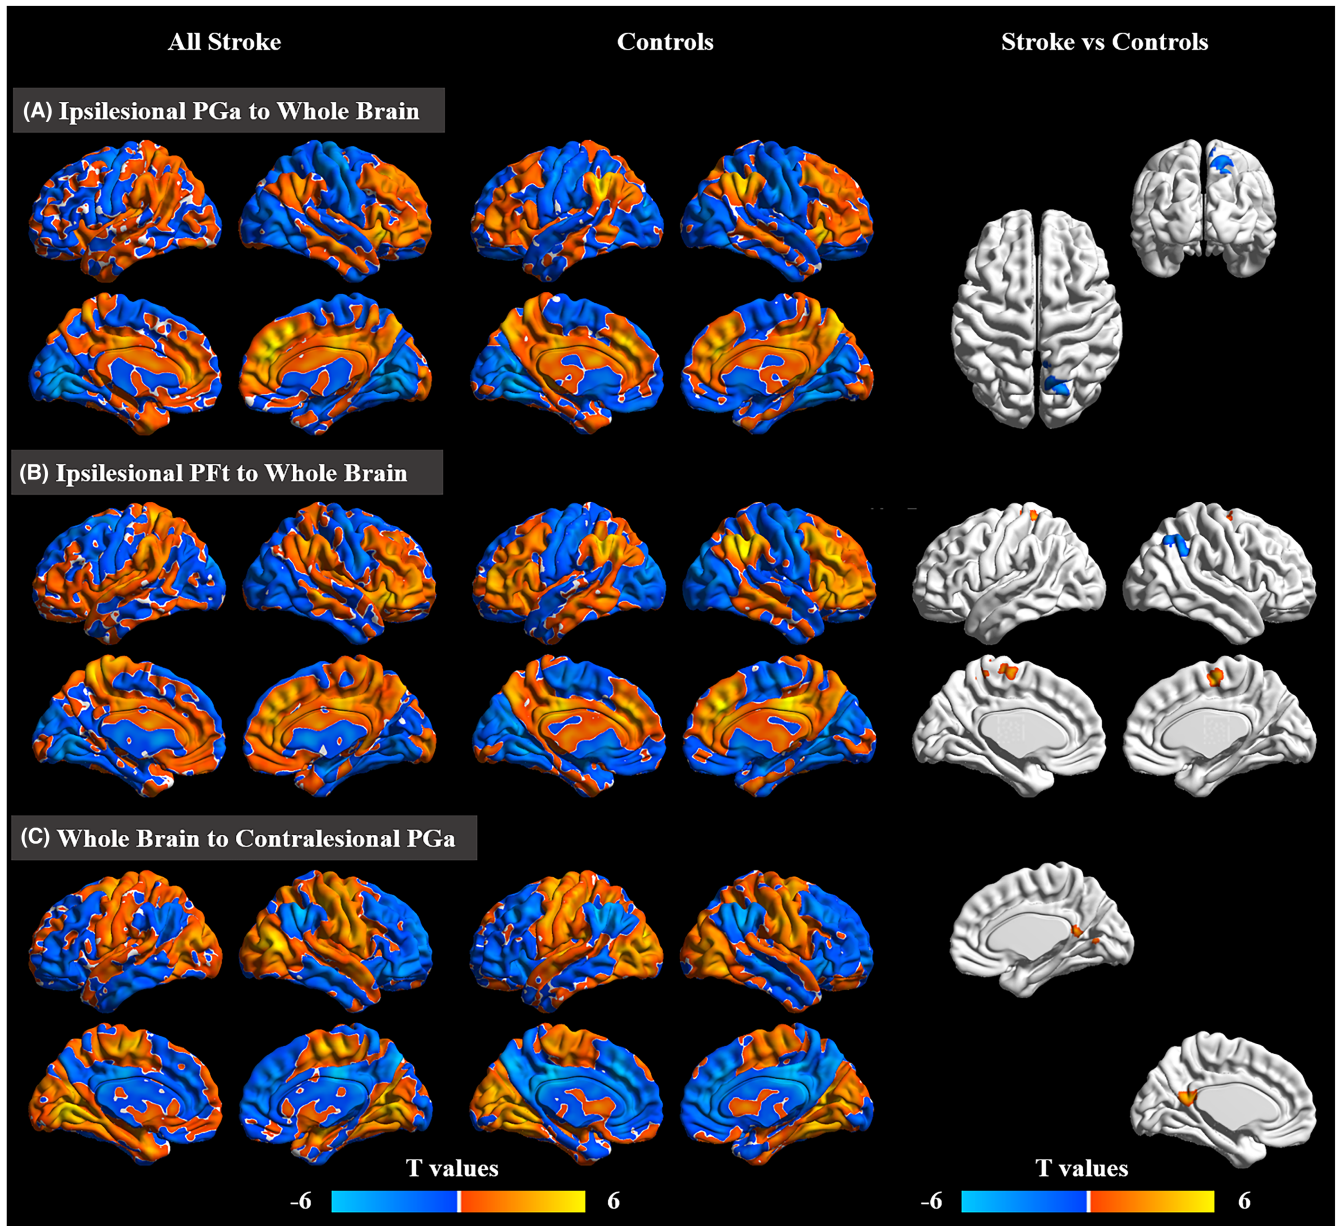 All Stroke Controls Stroke vs Controls
(A) Ipsilesional PGa to Whole Brain
(B) Ipsilesional PFt to Whole Brain
(C) Whole Brain to Contralesional PGa
T values T values
-6 6 -6 6